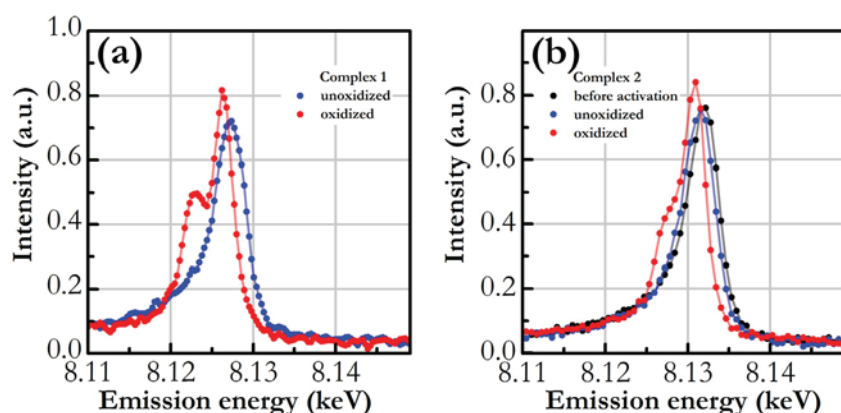 (a)
Complex 1
unoxidized
oxidized
Intensity (a.u.)
1.0
0.8
0.6
0.4
0.2
0.0
8.11 8.12 8.13 8.14
Emission energy (keV)
(b)
Complex 2
before activation
unoxidized
oxidized
Intensity (a.u.)
0.8
0.6
0.4
0.2
0.0
8.11 8.12 8.13 8.14
Emission energy (keV)